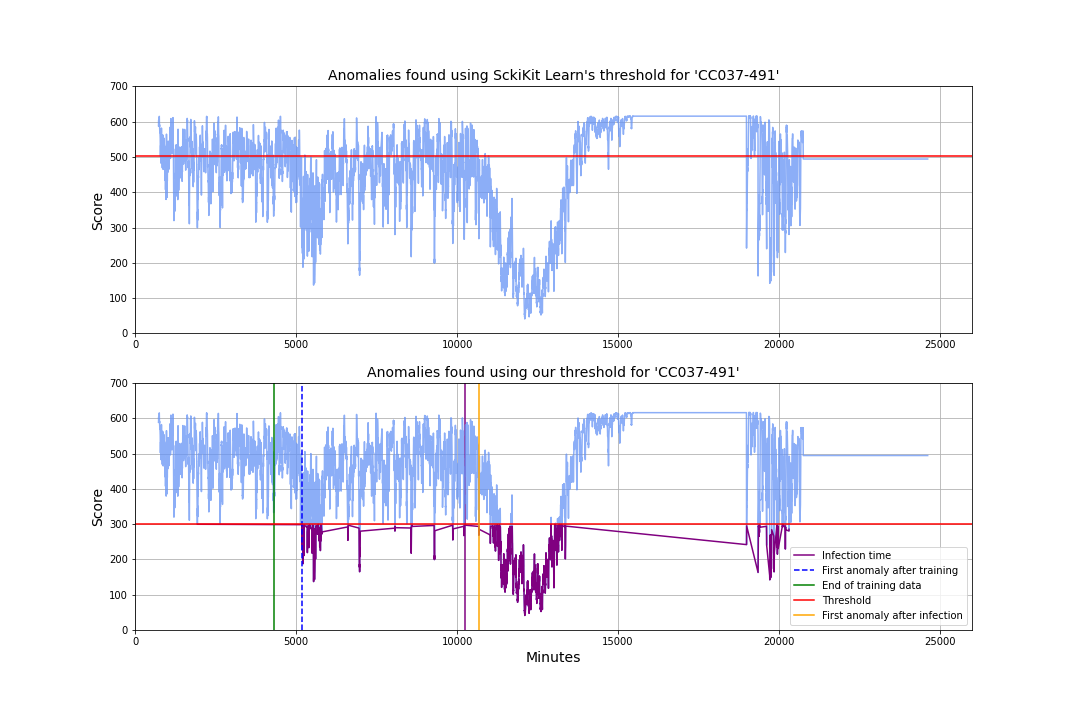 Anomalies found using SckiKit Learn's threshold for 'CC037-491'
700
600
500
400
300
200
100
0
Score
0 5000 10000 15000 20000 25000
Anomalies found using our threshold for 'CC037-491'
700
600
500
400
300
200
100
0
Score
Infection time
First anomaly after training
End of training data
Threshold
First anomaly after infection
0 5000 10000 15000 20000 25000
Minutes